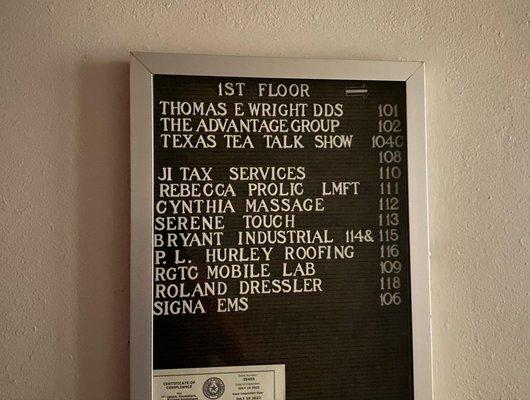 1ST FLOOR
THOMAS E WRIGHT DDS 101
THE ADVANTAGE GROUP 102
TEXAS TEA TALK SHOW 104C
108
JI TAX SERVICES 110
REBECCA PROLIC LMFT 111
CYNTHIA MASSAGE 112
SERENE TOUCH 113
BRYANT INDUSTRIAL 114& 115
P. L. HURLEY ROOFING 116
RGTC MOBILE LAB 109
ROLAND DRESSLER 118
SIGNA EMS 106
CERTIFICATE OF
COMPLIANCE